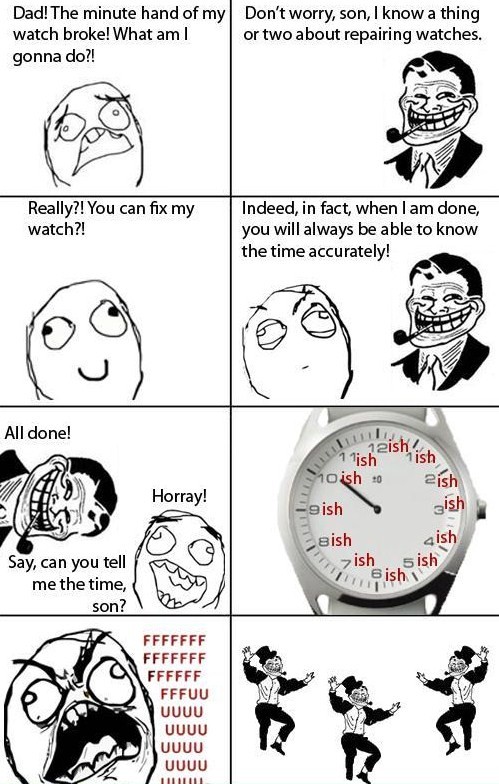 Dad! The minute hand of my
watch broke! What am I
gonna do?!
Don't worry, son, I know a thing
or two about repairing watches.
Really?! You can fix my
watch?!
Indeed, in fact, when I am done,
you will always be able to know
the time accurately!
All done!
Horray!
Say, can you tell
me the time,
son?
12ish
1ish
2ish
3ish
4ish
5ish
6ish
7ish
8ish
9ish
10ish
11ish
±0
FFFFFFF
FFFFFFF
FFFFFF
FFFUU
UUUU
UUUU
UUUU
UUUU
UUUUU